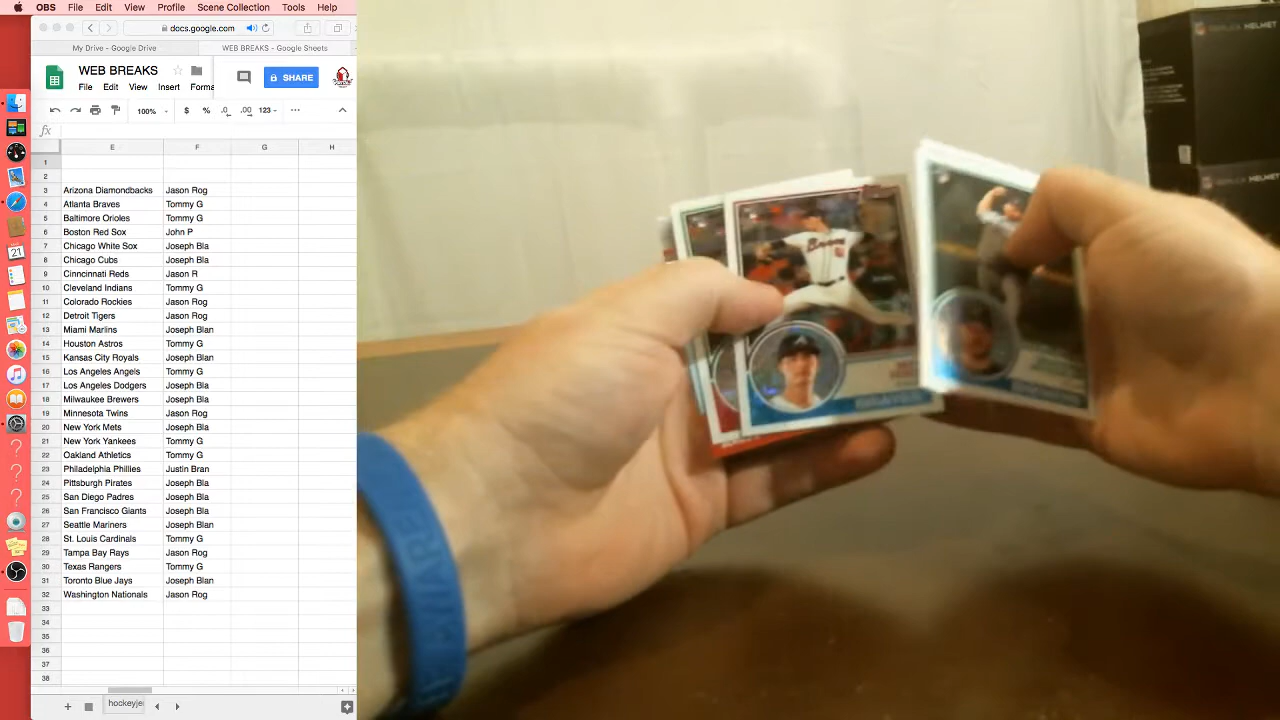 OBS File Edit View Profile Scene Collection Tools Help
docs.google.com
My Drive - Google Drive WEB BREAKS - Google Sheets
WEB BREAKS
SHARE
File Edit View Insert Forma
100% $ % .0 .00 123
fx
E F G H
1
2
3 Arizona Diamondbacks Jason Rog
4 Atlanta Braves Tommy G
5 Baltimore Orioles Tommy G
6 Boston Red Sox John P
7 Chicago White Sox Joseph Bla
8 Chicago Cubs Joseph Bla
9 Cinncinnati Reds Jason R
10 Cleveland Indians Tommy G
11 Colorado Rockies Jason Rog
12 Detroit Tigers Jason Rog
13 Miami Marlins Joseph Blan
14 Houston Astros Tommy G
15 Kansas City Royals Joseph Blan
16 Los Angeles Angels Tommy G
17 Los Angeles Dodgers Joseph Bla
18 Milwaukee Brewers Joseph Bla
19 Minnesota Twins Jason Rog
20 New York Mets Joseph Bla
21 New York Yankees Tommy G
22 Oakland Athletics Tommy G
23 Philadelphia Phillies Justin Bran
24 Pittsburgh Pirates Joseph Bla
25 San Diego Padres Joseph Bla
26 San Francisco Giants Joseph Bla
27 Seattle Mariners Joseph Blan
28 St. Louis Cardinals Tommy G
29 Tampa Bay Rays Jason Rog
30 Texas Rangers Tommy G
31 Toronto Blue Jays Joseph Blan
32 Washington Nationals Jason Rog
33
34
35
36
37
38
hockeyje
21
HELMET
HELMET
Braves
BRAVES
AWARE